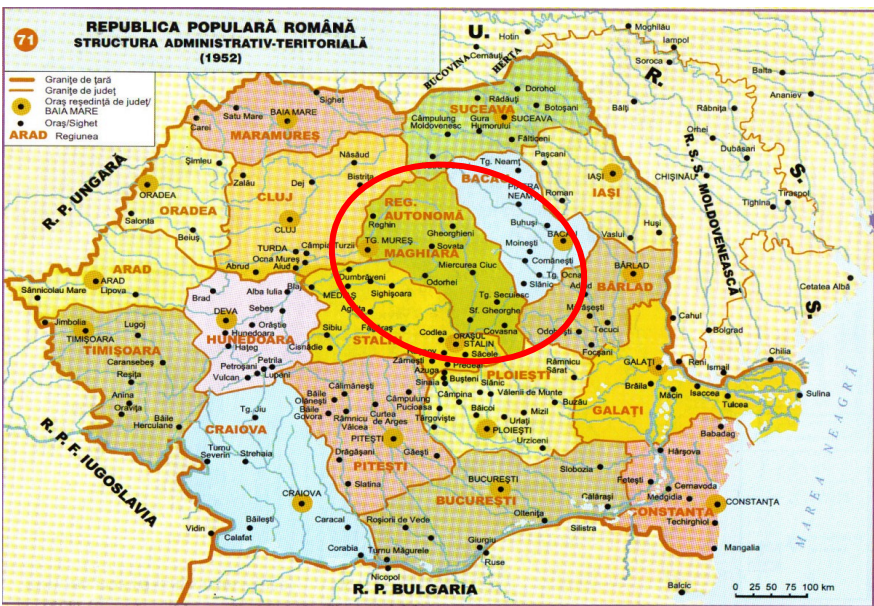 71
REPUBLICA POPULARĂ ROMÂNĂ
STRUCTURA ADMINISTRATIV-TERITORIALĂ
(1952)
Granițe de țară
Granițe de județ
Oraș reședință de județ/
BAIA MARE
Oraș/Sighet
ARAD Regiunea
U.
R.
S.
S.
R. S. S. MOLDOVENEASCĂ
BUCOVINA
HERȚA
R. P. UNGARĂ
R. P. F. IUGOSLAVIA
R. P. BULGARIA
MAREA NEAGRĂ
Moghilău
Hotin
Iampol
Cernăuți
Soroca
Balta
Ananiev
Bălți
Râbnița
Orhei
Dubăsari
CHIȘINĂU
Tiraspol
Tighina
Cetatea Albă
Cahul
Bolgrad
Reni
Ismail
Chilia
Sulina
MARAMUREȘ
Sighet
Satu Mare
BAIA MARE
Carei
SUCEAVA
Dorohoi
Rădăuți
Botoșani
SUCEAVA
Câmpulung
Moldovenesc
Gura
Humorului
Fălticeni
Șimleu
ORADEA
ORADEA
Salonta
Beiuș
CLUJ
Năsăud
Zalău
Dej
Bistrița
CLUJ
TURDA
Câmpia Turzii
Ocna Mureș
Abrud
Aiud
REG.
AUTONOMĂ
MAGHIARĂ
Reghin
TG. MUREȘ
Gheorghieni
Sovata
Miercurea Ciuc
Odorhei
Tg. Secuiesc
Sf. Gheorghe
Covasna
BACĂU
Tg. Neamț
PIATRA
NEAMȚ
Buhuși
BACĂU
Moinești
Comănești
Tg. Ocna
Slănic
IAȘI
Pașcani
IAȘI
Roman
Vaslui
Huși
BÂRLAD
BÂRLAD
Adjud
Mărășești
Odobești
Tecuci
Focșani
ARAD
ARAD
Lipova
Sânnicolau Mare
TIMIȘOARA
Jimbolia
TIMIȘOARA
Lugoj
Caransebeș
Reșița
Anina
Oravița
Băile
Herculane
HUNEDOARA
Brad
Alba Iulia
Blaj
Sebeș
DEVA
Orăștie
Hunedoara
Hațeg
Petroșani
Petrila
Vulcan
Lupeni
STALIN
Dumbrăveni
MEDIAȘ
Sighișoara
Agnita
Sibiu
Făgăraș
Cisnădie
Codlea
ORAȘUL
STALIN
Săcele
Zărnești
Predeal
PLOIEȘTI
Azuga
Bușteni
Sinaia
Slănic
Câmpina
Vălenii de Munte
Râmnicu
Sărat
Buzău
Băicoi
Mizil
Urlați
Târgoviște
PLOIEȘTI
Urziceni
GALAȚI
GALAȚI
Brăila
Măcin
Isaccea
Tulcea
CRAIOVA
Tg. Jiu
Turnu
Severin
Strehaia
CRAIOVA
Băilești
Calafat
Caracal
Corabia
Vidin
PITEȘTI
Călimănești
Băile
Olănești
Băile
Govora
Râmnicu
Vâlcea
Câmpulung
Pucioasa
Curtea
de Argeș
PITEȘTI
Drăgășani
Găești
Slatina
BUCUREȘTI
BUCUREȘTI
Slobozia
Călărași
Oltenița
Roșiori de Vede
Giurgiu
Turnu Măgurele
Ruse
Nicopol
Silistra
CONSTANȚA
Babadag
Hârșova
Fetești
Cernavoda
Medgidia
CONSTANȚA
Techirghiol
Mangalia
Balcic
0 25 50 75 100 km